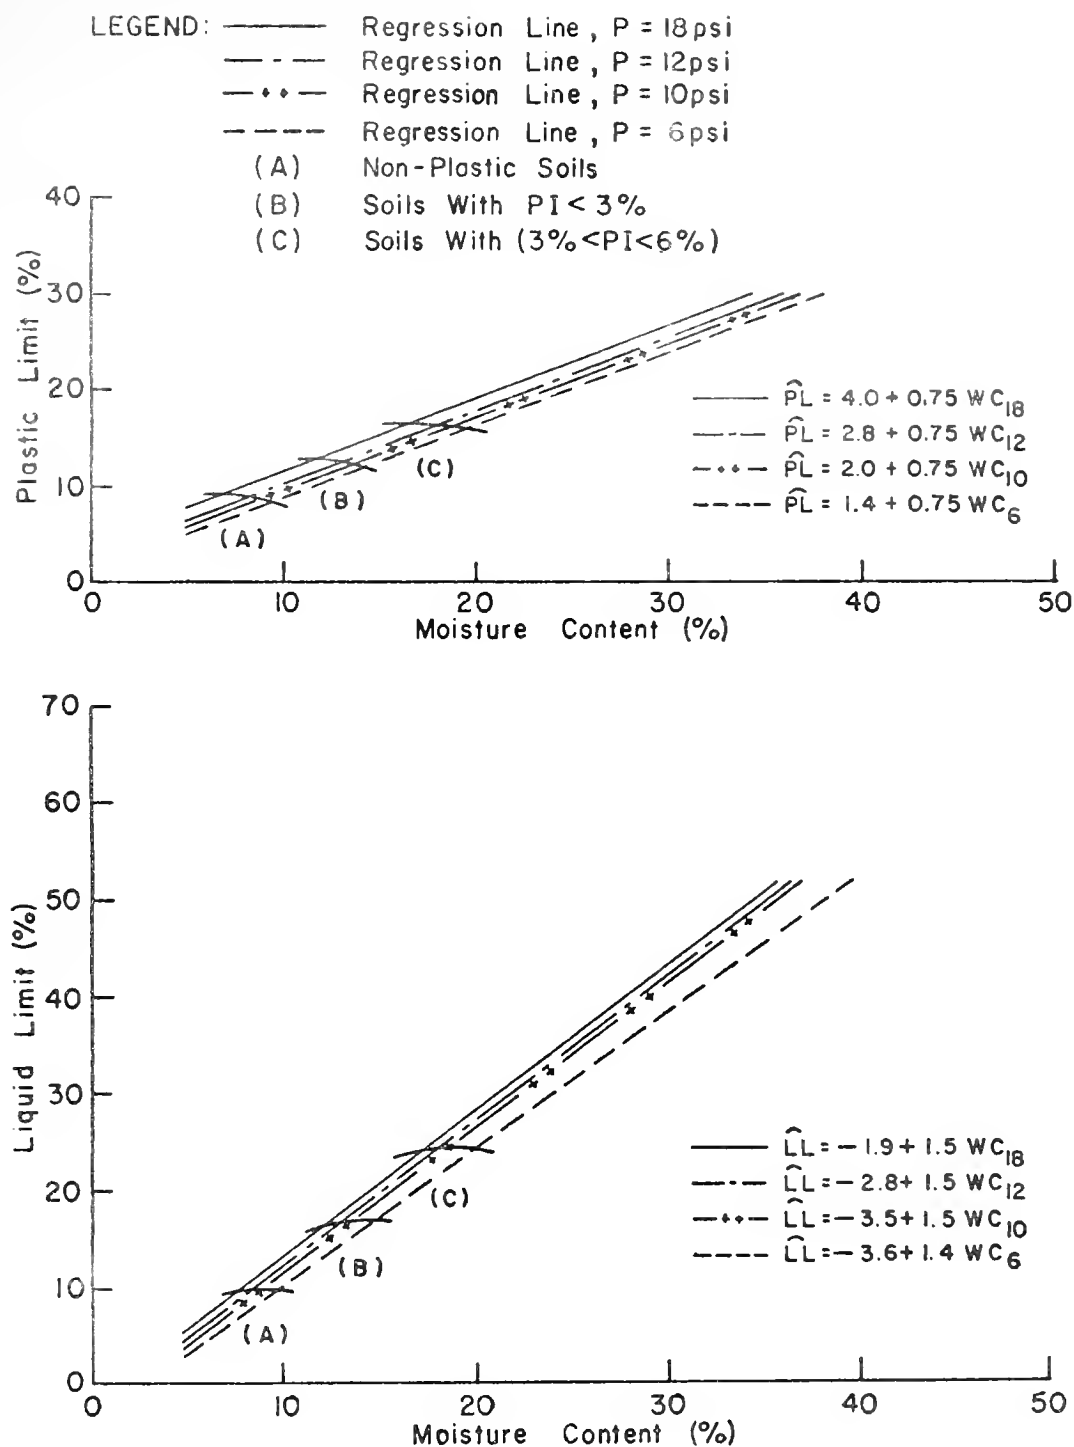 LEGEND: Regression Line, P = 18psi
Regression Line, P = 12psi
Regression Line, P = 10psi
Regression Line, P = 6psi
(A) Non-Plastic Soils
(B) Soils With PI < 3%
(C) Soils With (3%<PI<6%)
Plastic Limit (%)
40
30
20
10
0
P̂L = 4.0 + 0.75 WC18
P̂L = 2.8 + 0.75 WC12
P̂L = 2.0 + 0.75 WC10
P̂L = 1.4 + 0.75 WC6
(C)
(B)
(A)
0 10 20 30 40 50
Moisture Content (%)
Liquid Limit (%)
70
60
50
40
30
20
10
0
L̂L = - 1.9 + 1.5 WC18
L̂L = - 2.8 + 1.5 WC12
L̂L = - 3.5 + 1.5 WC10
L̂L = - 3.6 + 1.4 WC6
(C)
(B)
(A)
0 10 20 30 40 50
Moisture Content (%)